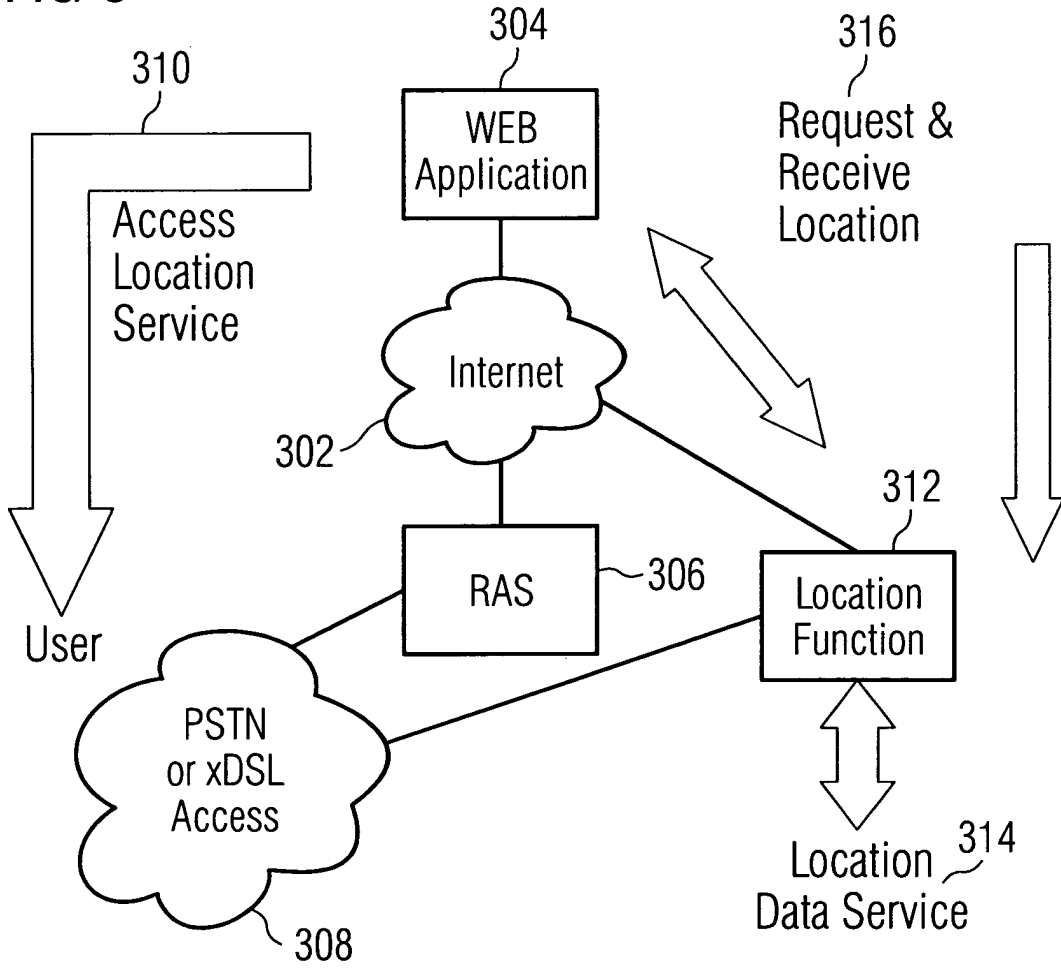 304
316
310
WEB
Application
Request &
Receive
Location
Access
Location
Service
Internet
302
312
RAS
306
Location
Function
User
PSTN
or xDSL
Access
314
Location
Data Service
308